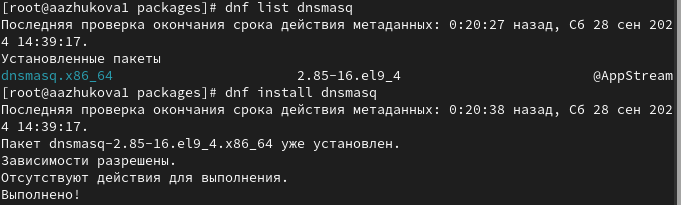 [root@aazhukova1 packages]# dnf list dnsmasq
Последняя проверка окончания срока действия метаданных: 0:20:27 назад, Сб 28 сен 202
4 14:39:17.
Установленные пакеты
dnsmasq.x86_64 2.85-16.el9_4 @AppStream
[root@aazhukova1 packages]# dnf install dnsmasq
Последняя проверка окончания срока действия метаданных: 0:20:38 назад, Сб 28 сен 202
4 14:39:17.
Пакет dnsmasq-2.85-16.el9_4.x86_64 уже установлен.
Зависимости разрешены.
Отсутствуют действия для выполнения.
Выполнено!